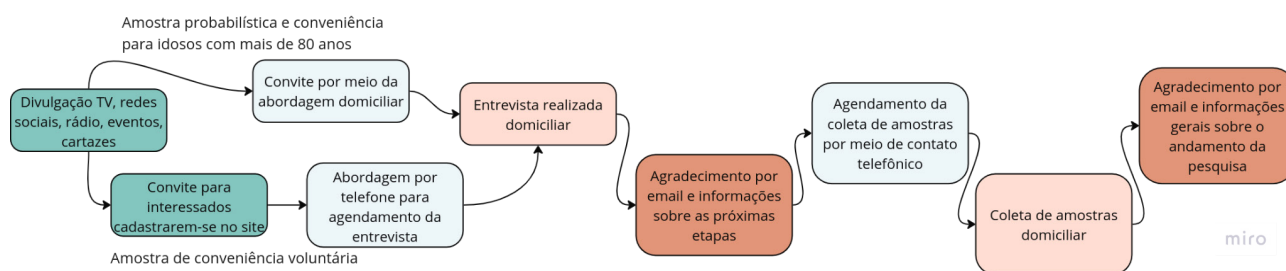 Amostra probabilística e conveniência
para idosos com mais de 80 anos
Divulgação TV, redes
sociais, rádio, eventos,
cartazes
Convite por meio da
abordagem domiciliar
Convite para
interessados
cadastrarem-se no site
Abordagem por
telefone para
agendamento da
entrevista
Amostra de conveniência voluntária
Entrevista realizada
domiciliar
Agradecimento por
email e informações
sobre as próximas
etapas
Agendamento da
coleta de amostras
por meio de contato
telefônico
Coleta de amostras
domiciliar
Agradecimento por
email e informações
gerais sobre o
andamento da
pesquisa
miro